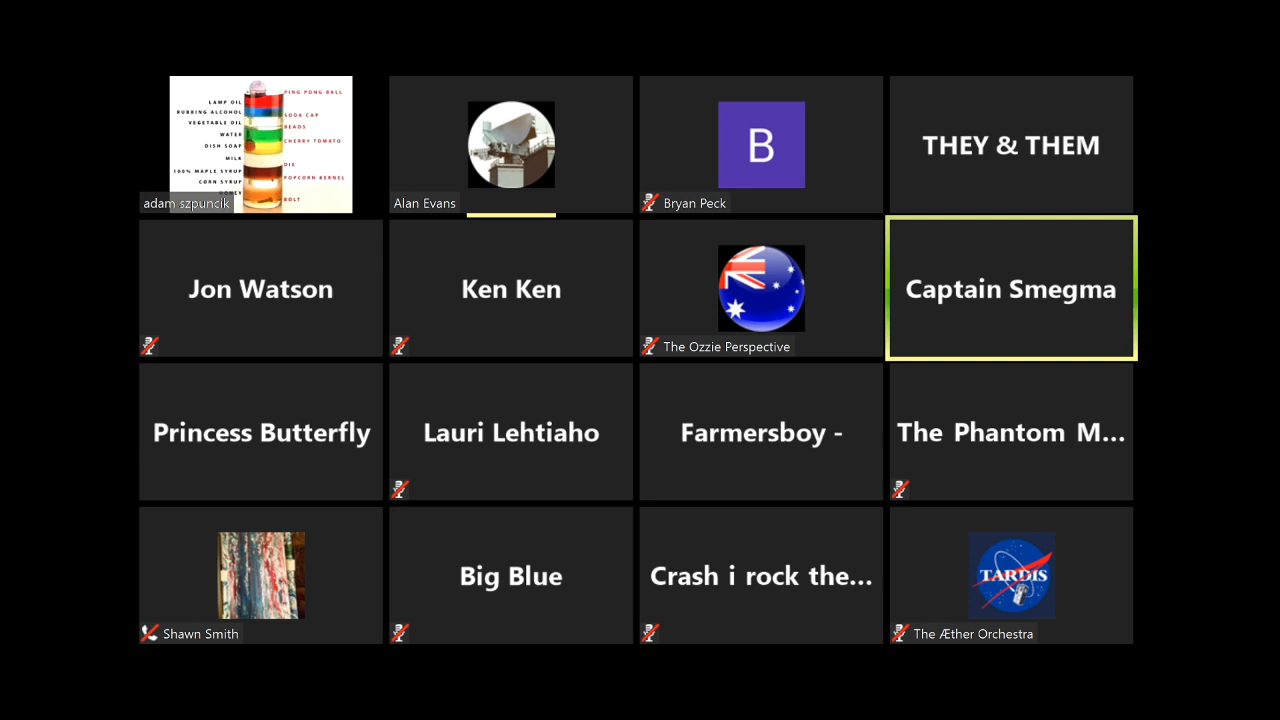 LAMP OIL
RUBBING ALCOHOL
VEGETABLE OIL
WATER
DISH SOAP
MILK
100% MAPLE SYRUP
CORN SYRUP
HONEY
PING PONG BALL
SODA CAP
BEADS
CHERRY TOMATO
DIE
POPCORN KERNEL
BOLT
adam szpuncik
Alan Evans
B
Bryan Peck
THEY & THEM
Jon Watson
Ken Ken
The Ozzie Perspective
Captain Smegma
Princess Butterfly
Lauri Lehtiaho
Farmersboy -
The Phantom M...
Shawn Smith
Big Blue
Crash i rock the...
TARDIS
The Æther Orchestra